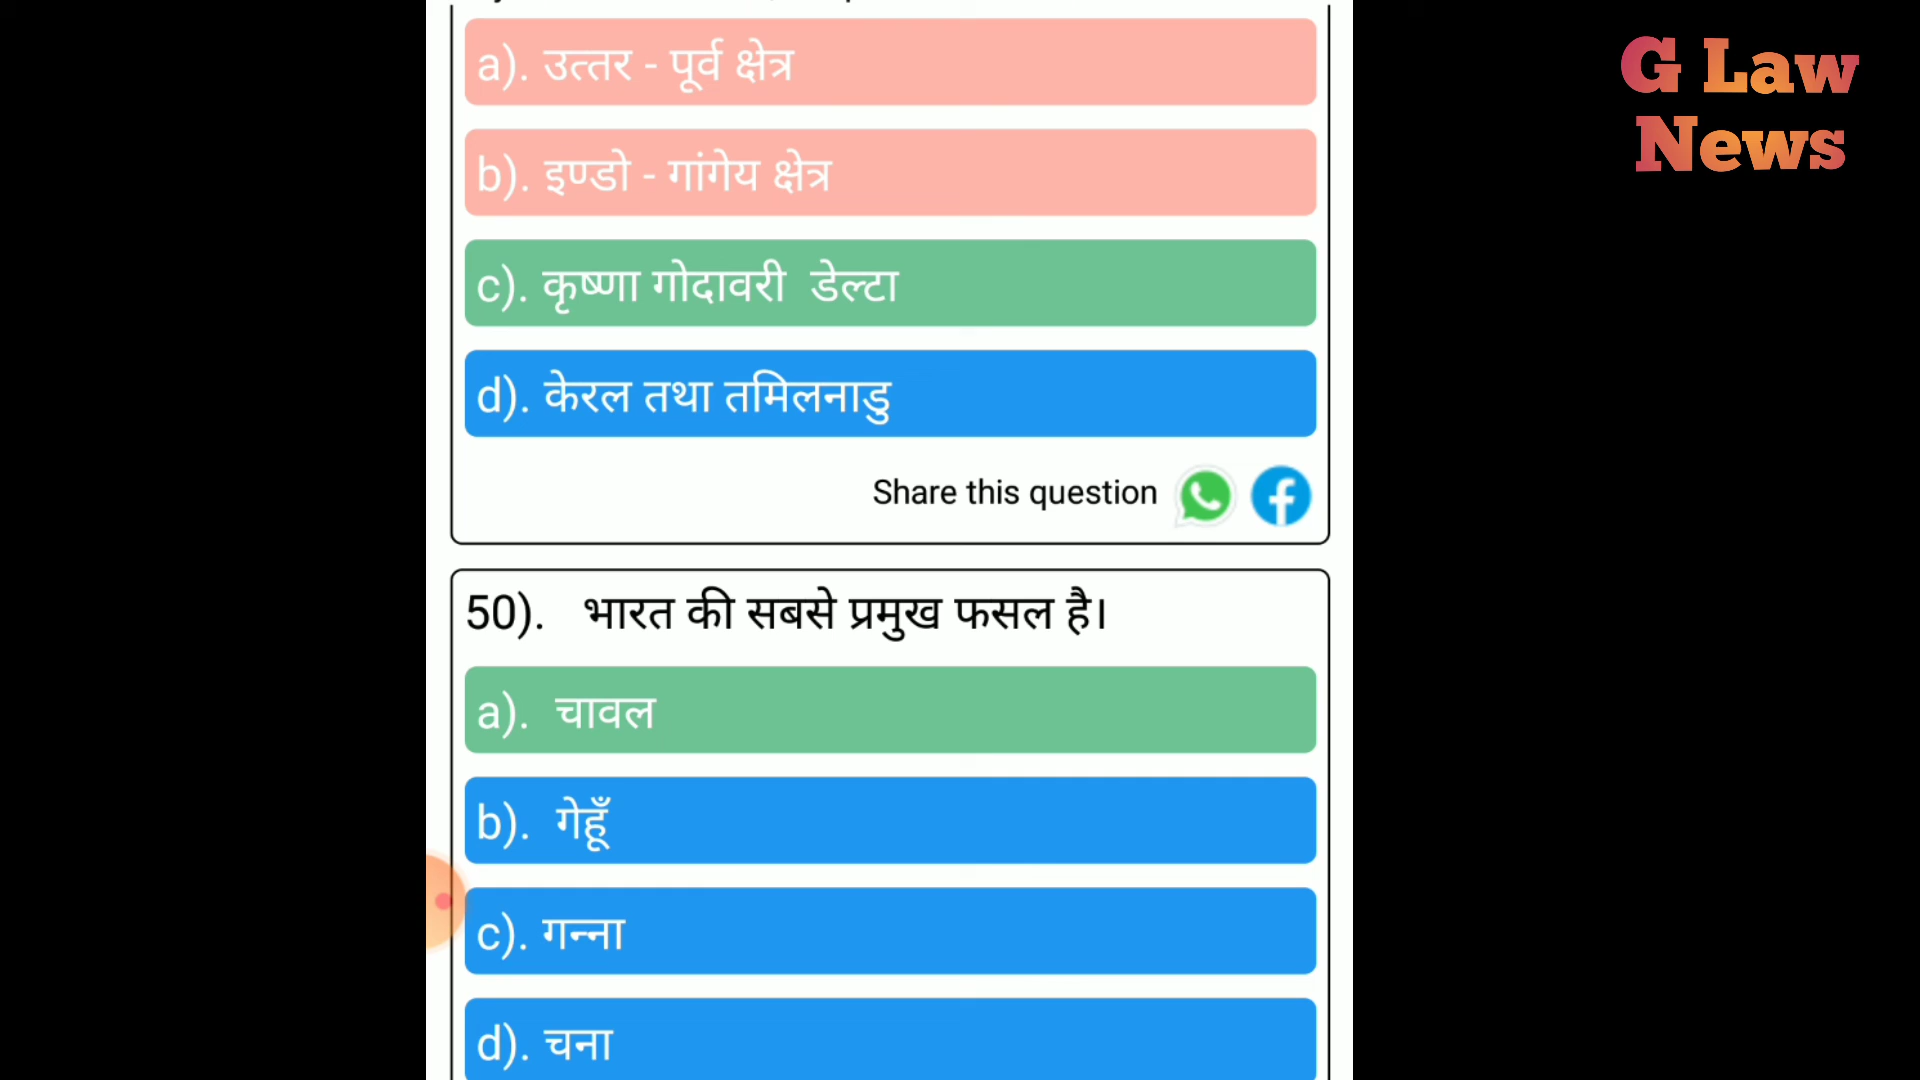 a). उत्तर - पूर्व क्षेत्र
b). इण्डो - गांगेय क्षेत्र
c). कृष्णा गोदावरी डेल्टा
d). केरल तथा तमिलनाडु
Share this question
50). भारत की सबसे प्रमुख फसल है।
a). चावल
b). गेहूँ
c). गन्ना
d). चना
G Law
News